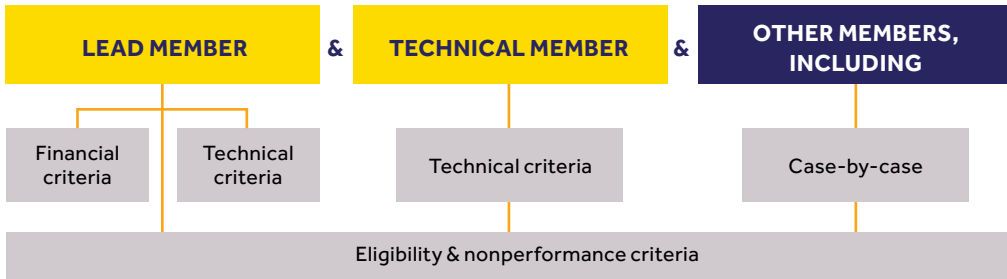 LEAD MEMBER
&
TECHNICAL MEMBER
&
OTHER MEMBERS,
INCLUDING
Financial
criteria
Technical
criteria
Technical criteria
Case-by-case
Eligibility & nonperformance criteria